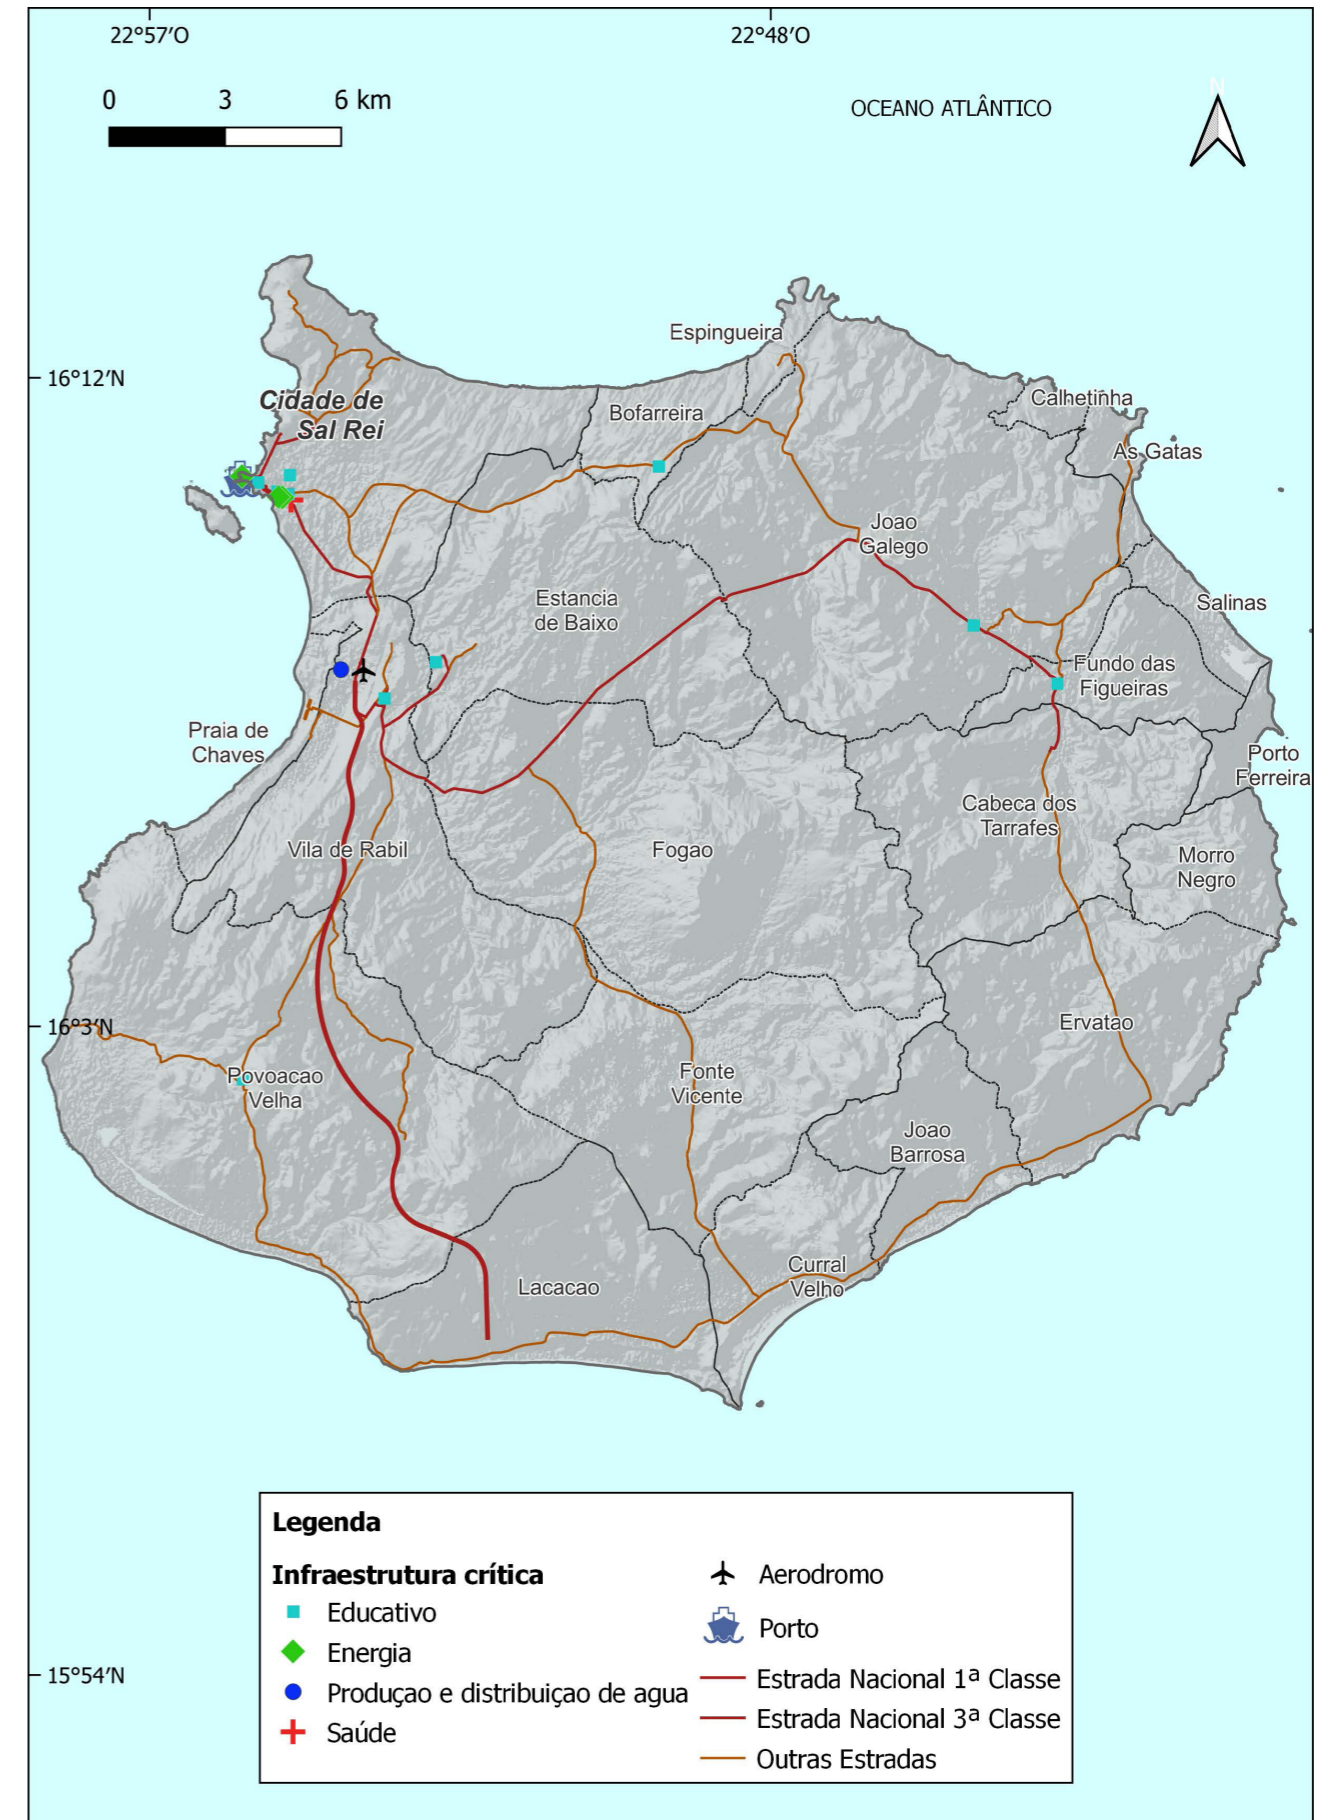 22°57′O
22°48′O
0 3 6 km
OCEANO ATLÂNTICO
N
Espingueira
16°12′N
Cidade de
Sal Rei
Bofarreira
Calhetinha
As Gatas
Joao
Galego
Estancia
de Baixo
Salinas
Fundo das
Figueiras
Praia de
Chaves
Porto
Ferreira
Cabeca dos
Tarrafes
Vila de Rabil
Fogao
Morro
Negro
16°3′N
Ervatao
Povoacao
Velha
Fonte
Vicente
Joao
Barrosa
Curral
Velho
Lacacao
Legenda
Infraestrutura crítica
Educativo
Energia
Produçao e distribuiçao de agua
Saúde
Aerodromo
Porto
Estrada Nacional 1ª Classe
Estrada Nacional 3ª Classe
Outras Estradas
15°54′N